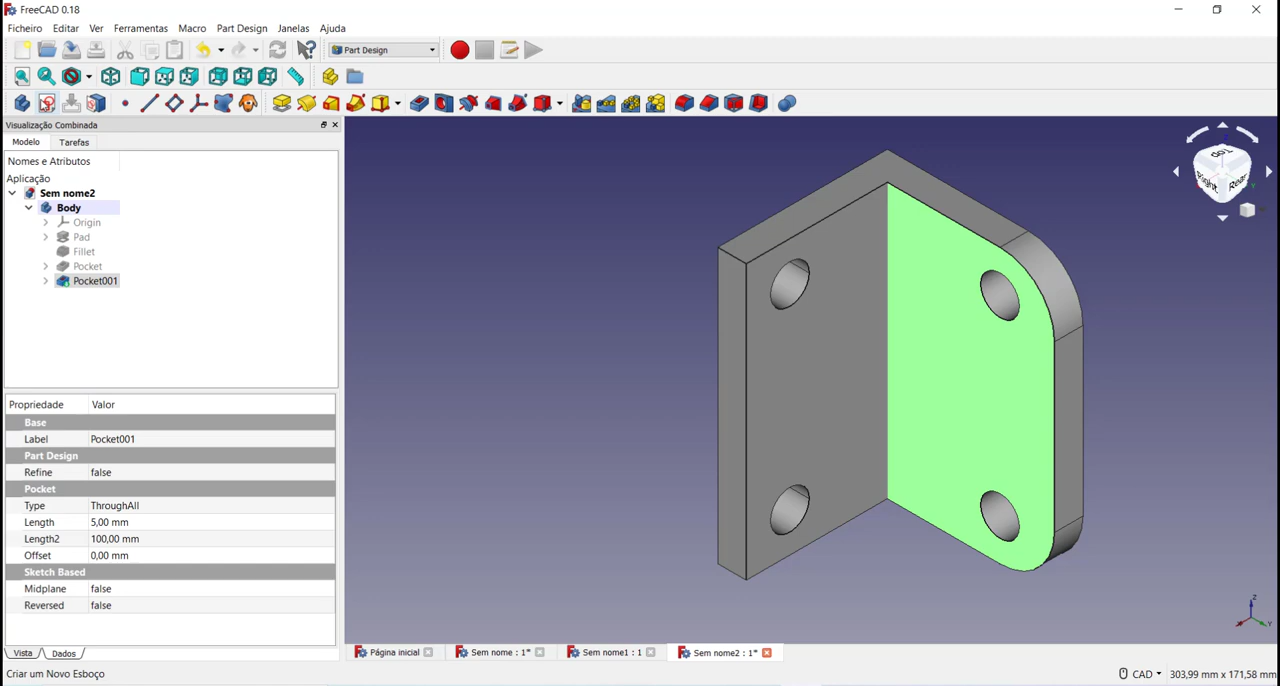 FreeCAD 0.18
Ficheiro Editar Ver Ferramentas Macro Part Design Janelas Ajuda
Part Design
Visualização Combinada
Modelo Tarefas
Nomes e Atributos
Aplicação
Sem nome2
Body
Origin
Pad
Fillet
Pocket
Pocket001
Propriedade Valor
Base
Label Pocket001
Part Design
Refine false
Pocket
Type ThroughAll
Length 5,00 mm
Length2 100,00 mm
Offset 0,00 mm
Sketch Based
Midplane false
Reversed false
Vista Dados
Top
Right Rear
Z
Y
Página inicial Sem nome : 1* Sem nome1 : 1 Sem nome2 : 1*
Criar um Novo Esboço CAD 303,99 mm x 171,58 mm